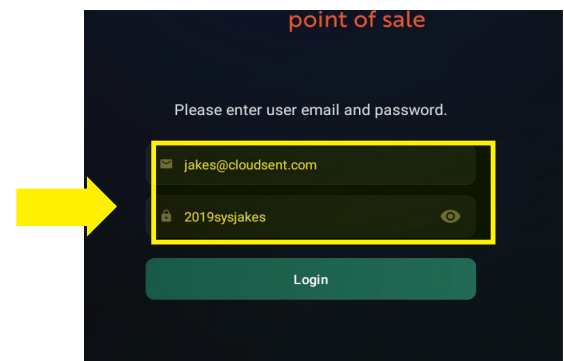 point of sale
Please enter user email and password.
jakes@cloudsent.com
2019sysjakes
Login